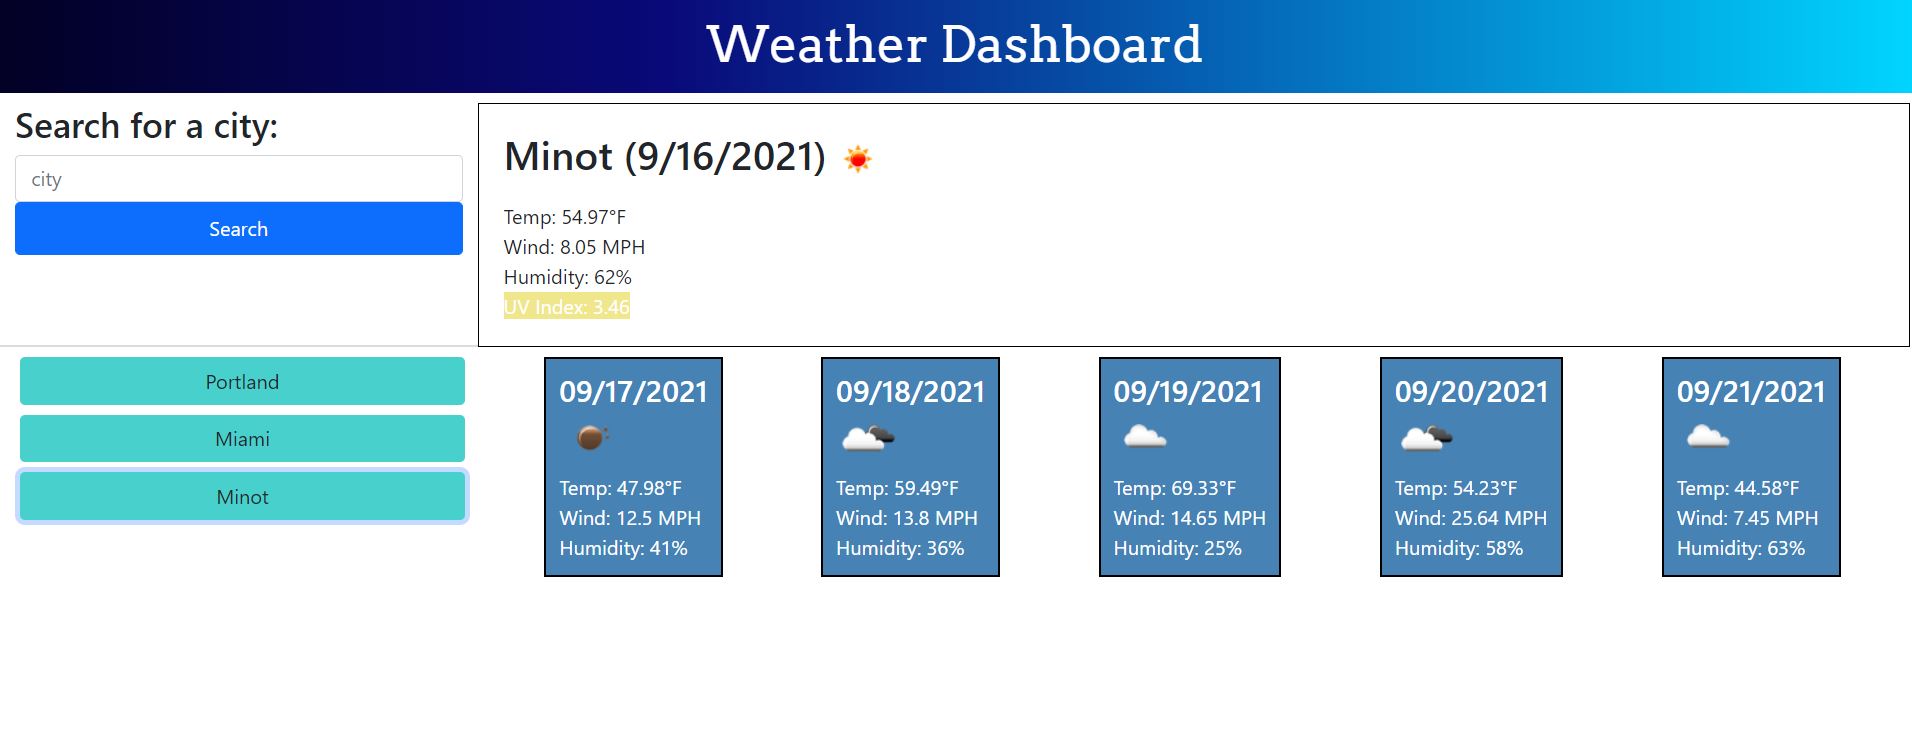 Weather Dashboard
Search for a city:
city
Search
Minot (9/16/2021)
Temp: 54.97°F
Wind: 8.05 MPH
Humidity: 62%
UV Index: 3.46
Portland
Miami
Minot
09/17/2021
Temp: 47.98°F
Wind: 12.5 MPH
Humidity: 41%
09/18/2021
Temp: 59.49°F
Wind: 13.8 MPH
Humidity: 36%
09/19/2021
Temp: 69.33°F
Wind: 14.65 MPH
Humidity: 25%
09/20/2021
Temp: 54.23°F
Wind: 25.64 MPH
Humidity: 58%
09/21/2021
Temp: 44.58°F
Wind: 7.45 MPH
Humidity: 63%